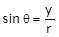 sin θ = y/r